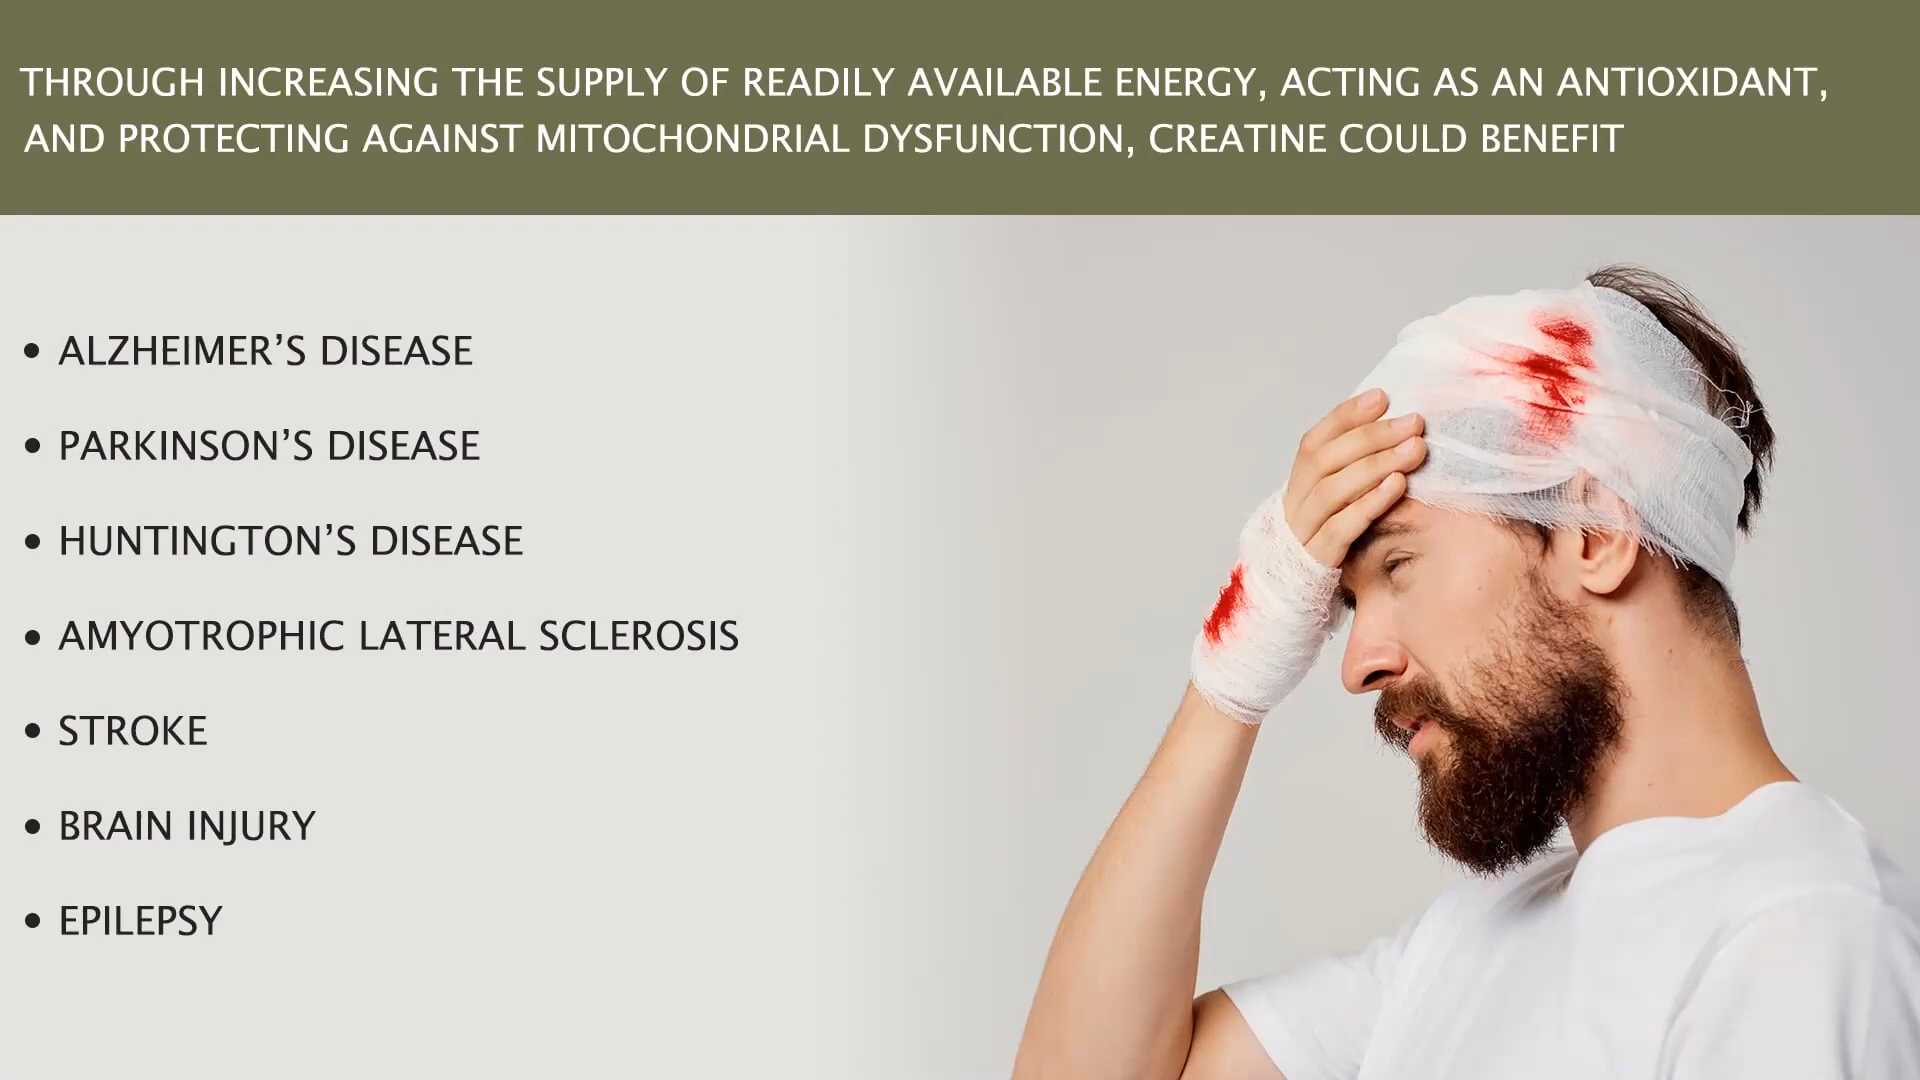 THROUGH INCREASING THE SUPPLY OF READILY AVAILABLE ENERGY, ACTING AS AN ANTIOXIDANT,
AND PROTECTING AGAINST MITOCHONDRIAL DYSFUNCTION, CREATINE COULD BENEFIT
• ALZHEIMER’S DISEASE
• PARKINSON’S DISEASE
• HUNTINGTON’S DISEASE
• AMYOTROPHIC LATERAL SCLEROSIS
• STROKE
• BRAIN INJURY
• EPILEPSY